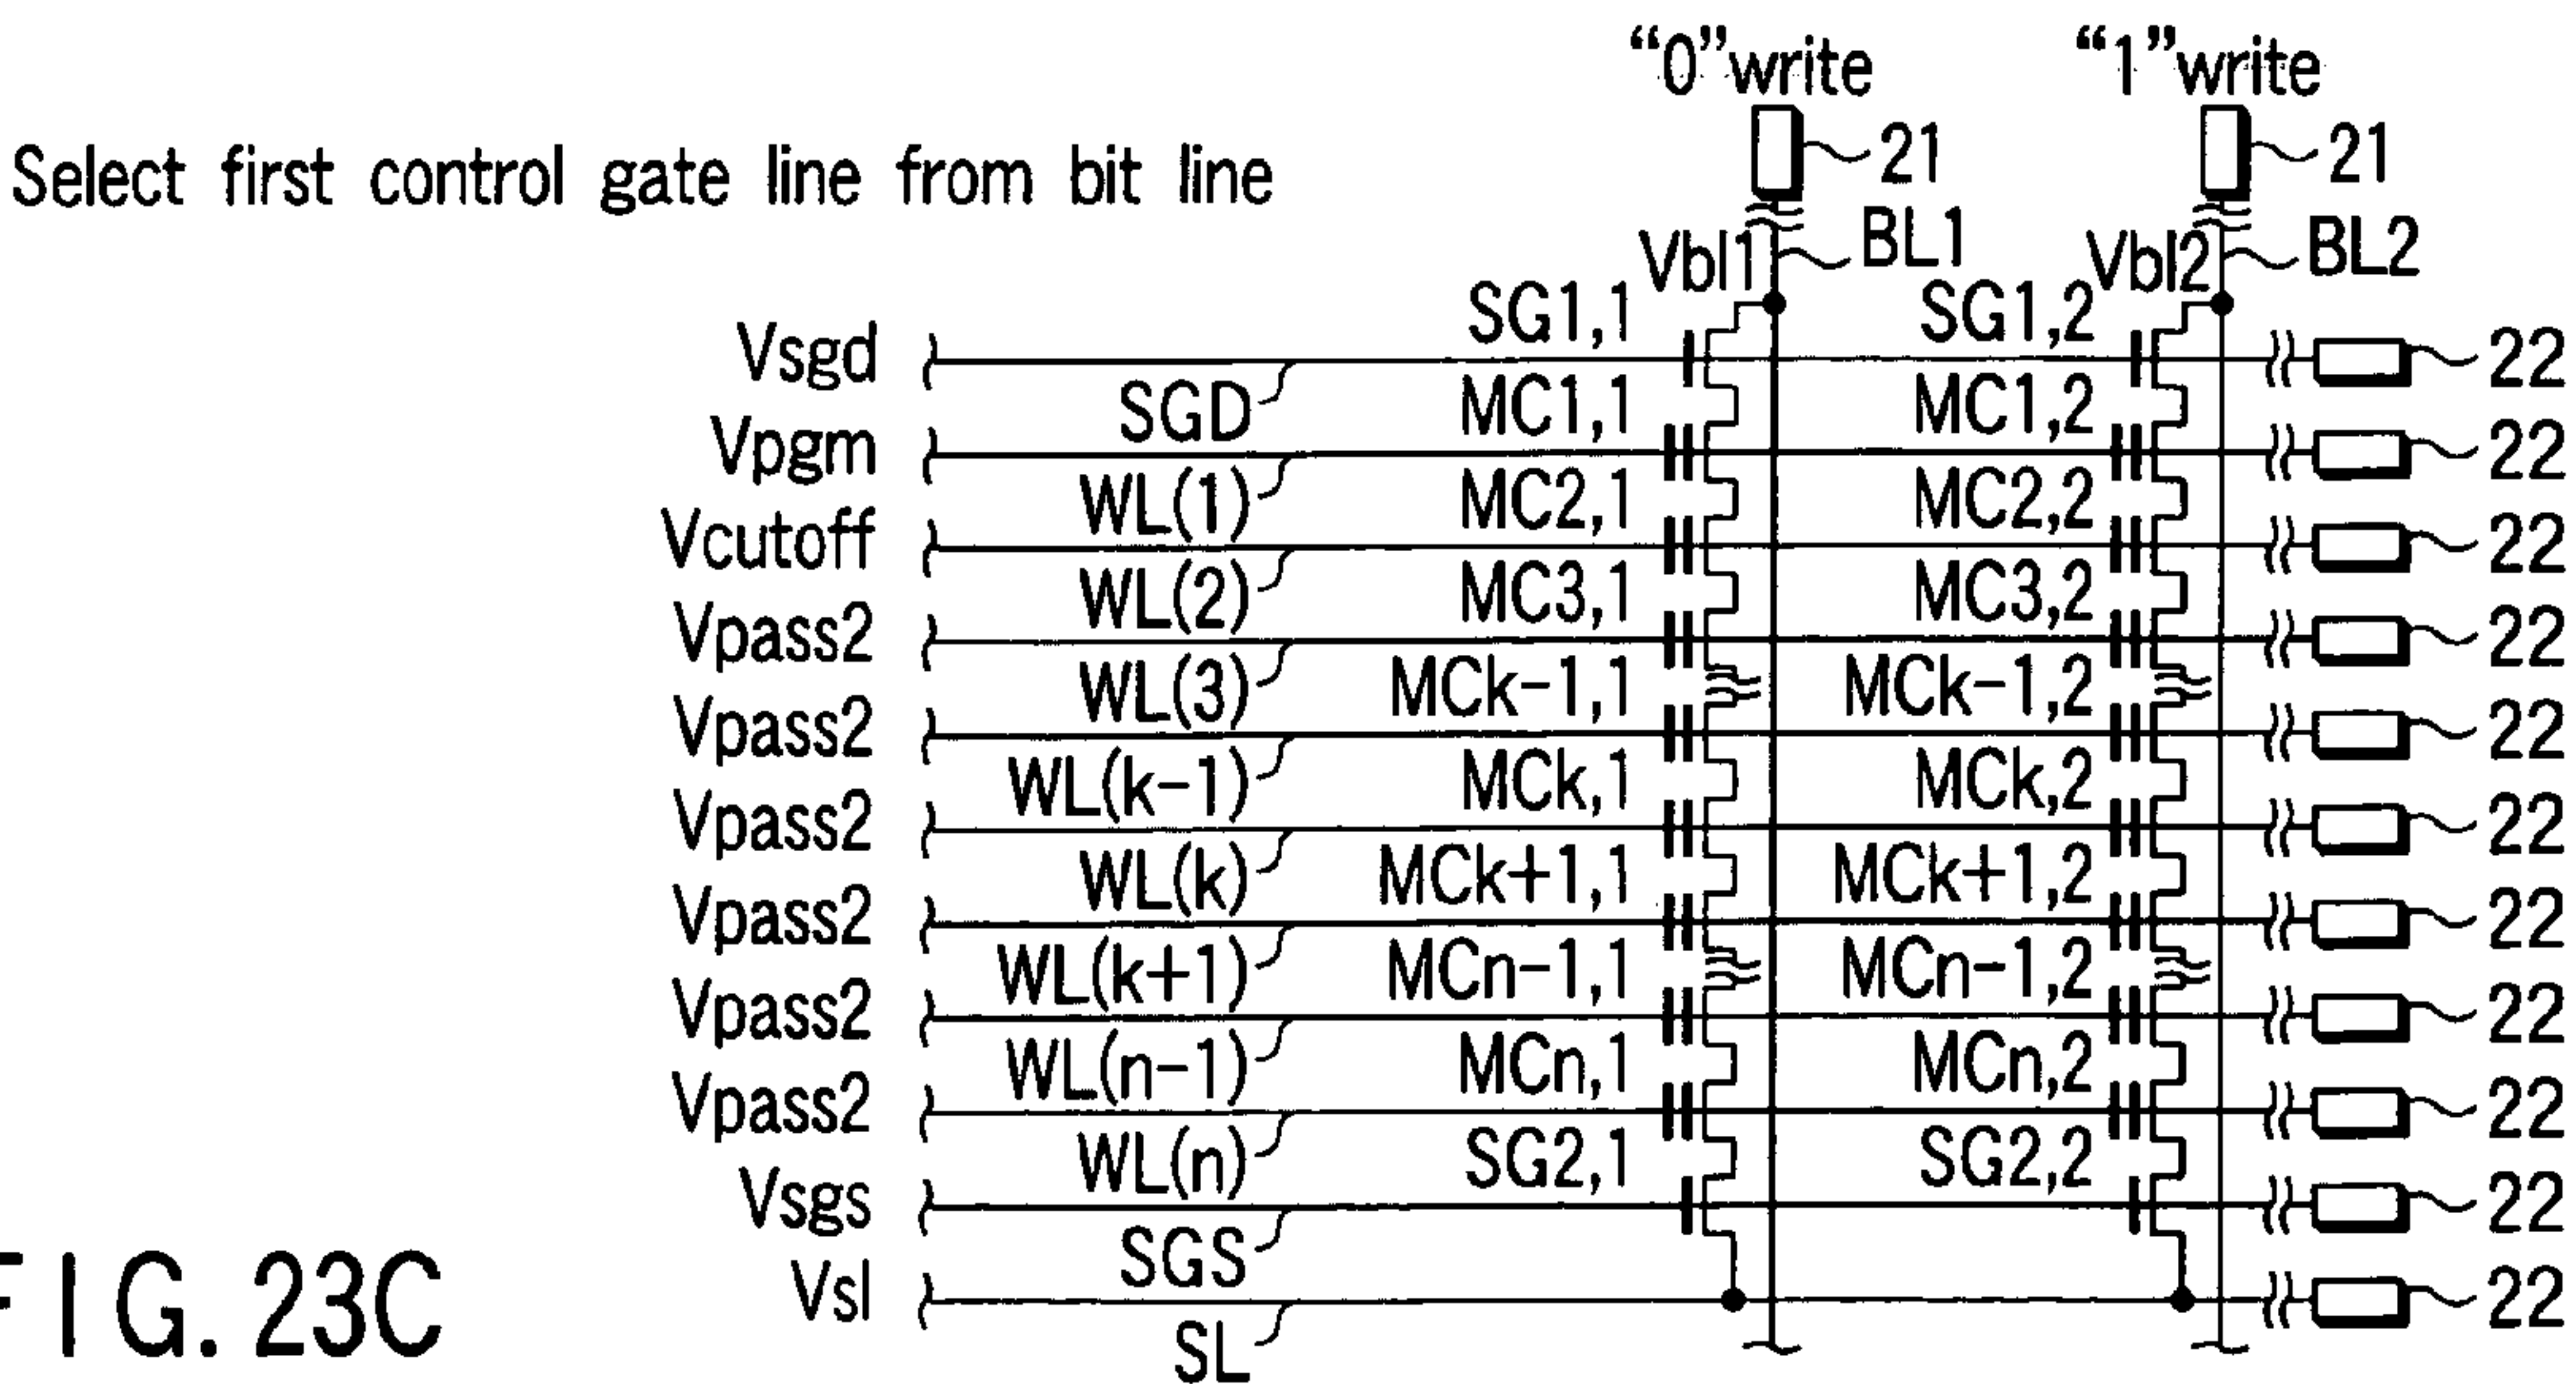 “0”write “1”write
Select first control gate line from bit line 21 21
Vbl1 BL1 Vbl2 BL2
SG1,1 SG1,2
Vsgd 22
SGD MC1,1 MC1,2
Vpgm 22
WL(1) MC2,1 MC2,2
Vcutoff 22
WL(2) MC3,1 MC3,2
Vpass2 22
WL(3) MCk-1,1 MCk-1,2
Vpass2 22
WL(k-1) MCk,1 MCk,2
Vpass2 22
WL(k) MCk+1,1 MCk+1,2
Vpass2 22
WL(k+1) MCn-1,1 MCn-1,2
Vpass2 22
WL(n-1) MCn,1 MCn,2
Vpass2 22
WL(n) SG2,1 SG2,2
Vsgs 22
SGS
Vsl 22
SL
FIG. 23C